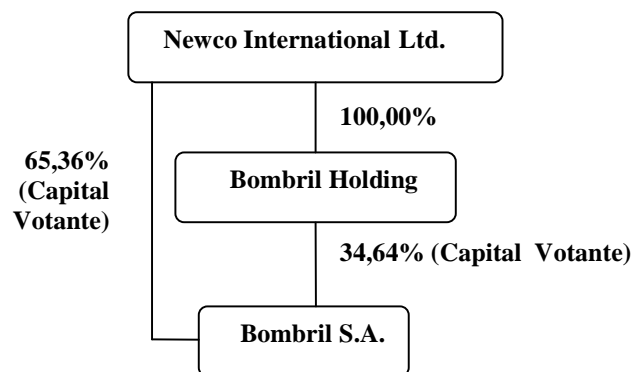 Newco International Ltd.
100,00%
65,36%
(Capital
Votante)
Bombril Holding
34,64% (Capital Votante)
Bombril S.A.